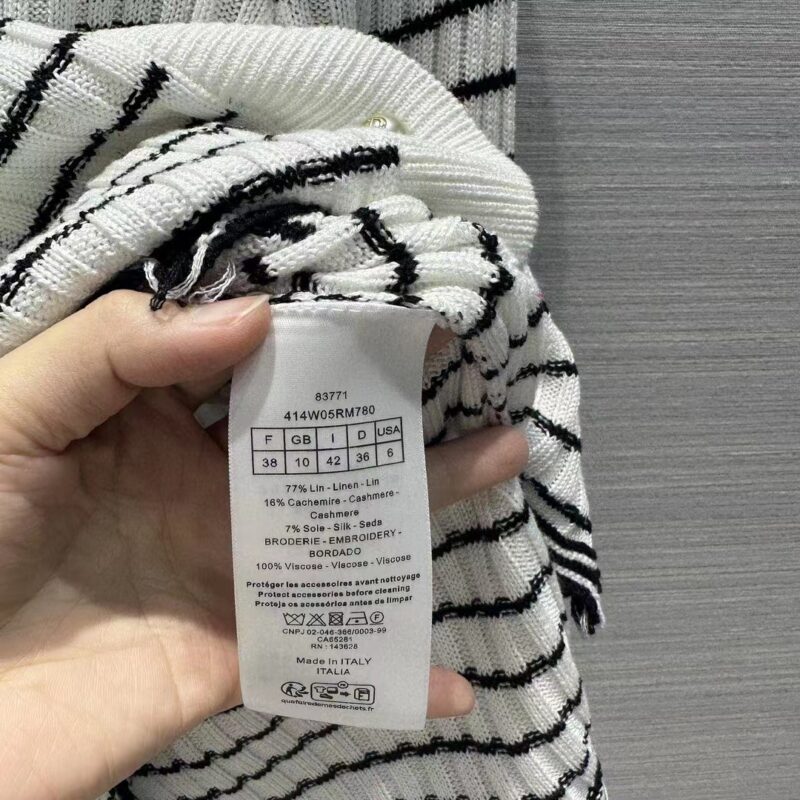 83771
414W05RM780
F GB I D USA
38 10 42 36 6
77% Lin - Linen - Lin
16% Cachemire - Cashmere -
Cashmere
7% Soie - Silk - Seda
BRODERIE - EMBROIDERY -
BORDADO
100% Viscose - Viscose - Viscose
Protéger les accessoires avant nettoyage
Protect accessories before cleaning
Proteja os acessórios antes de limpar
CNPJ 02-046-366/0003-99
CA65281
RN : 143628
Made in ITALY
ITALIA
quefairedemesdechets.fr